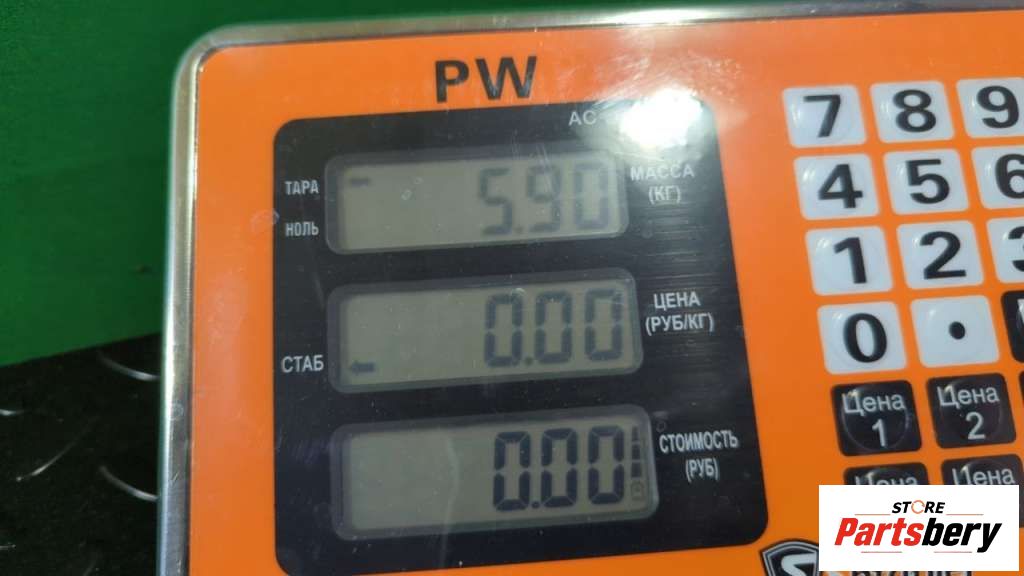 PW
AC
ТАРА
НОЛЬ
5.90
МАССА
(КГ)
СТАБ
0.00
ЦЕНА
(РУБ/КГ)
0.00
СТОИМОСТЬ
(РУБ)
7 8 9
4 5 6
1 2 3
0 .
Цена
1
Цена
2
Цена
Цена
STORE
Partsbery